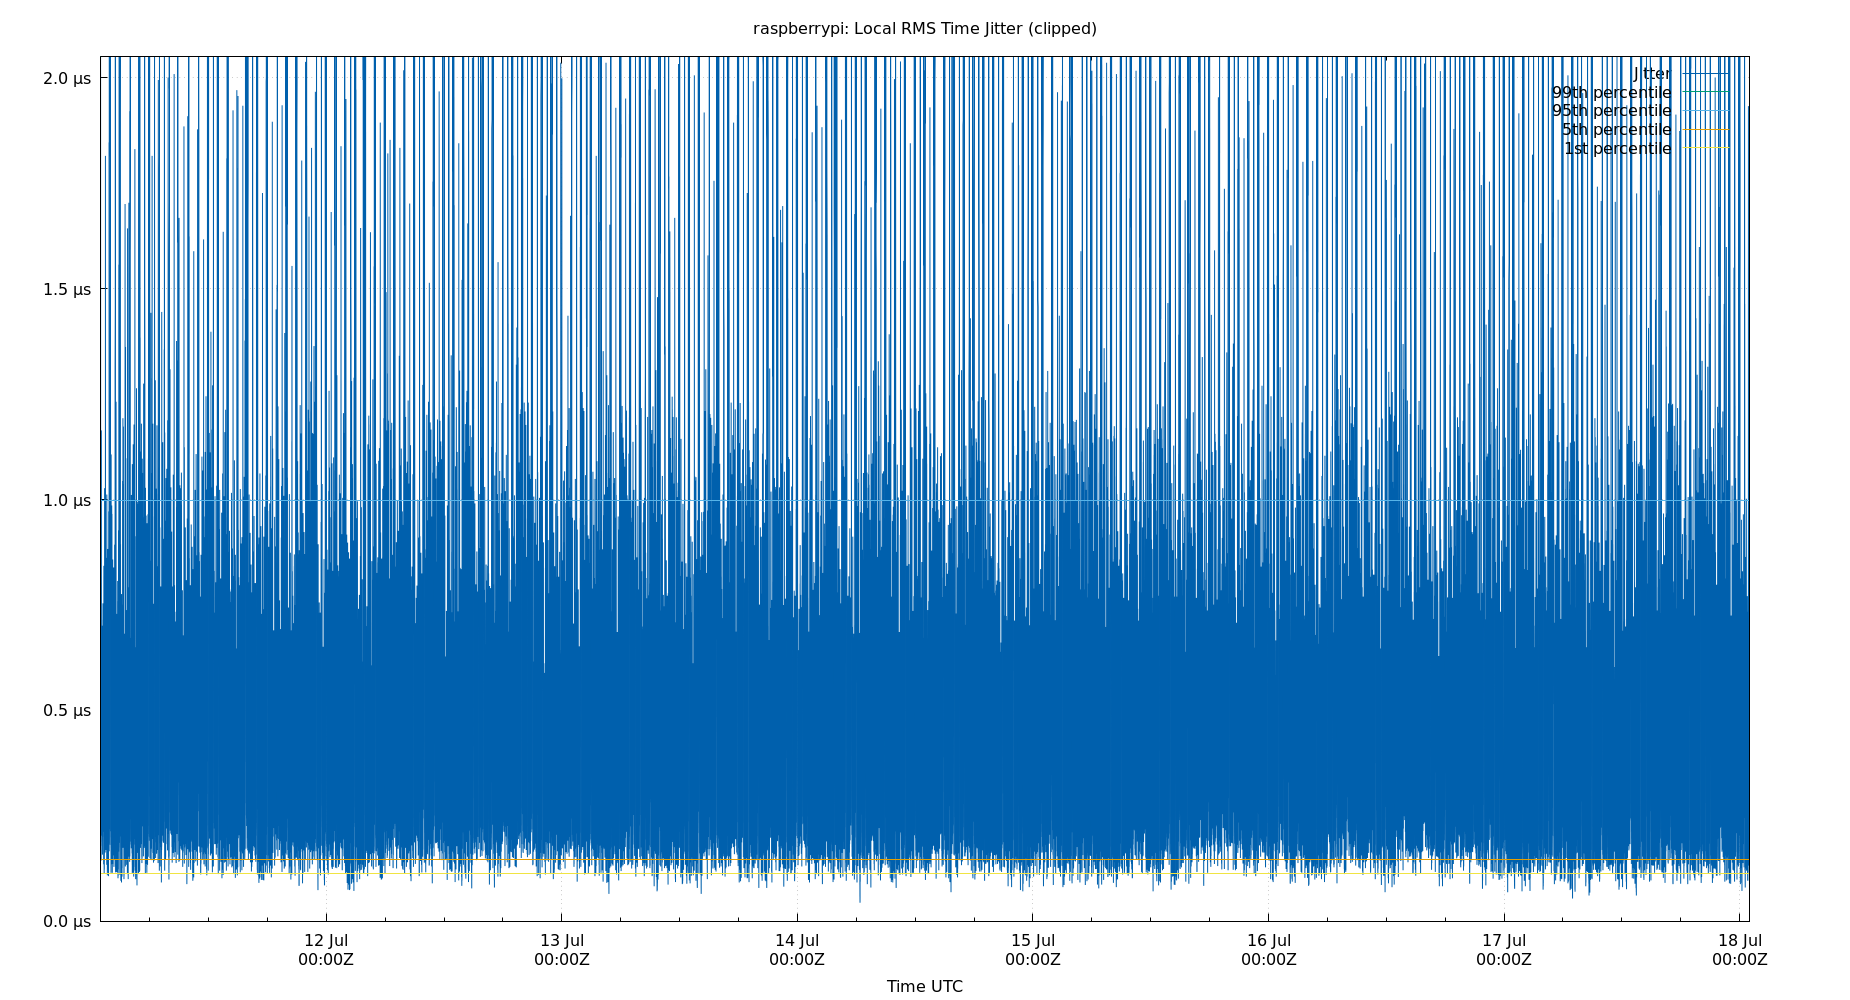 raspberrypi: Local RMS Time Jitter (clipped)
2.0 µs
1.5 µs
1.0 µs
0.5 µs
0.0 µs
Jitter
99th percentile
95th percentile
5th percentile
1st percentile
12 Jul
00:00Z
13 Jul
00:00Z
14 Jul
00:00Z
15 Jul
00:00Z
16 Jul
00:00Z
17 Jul
00:00Z
18 Jul
00:00Z
Time UTC